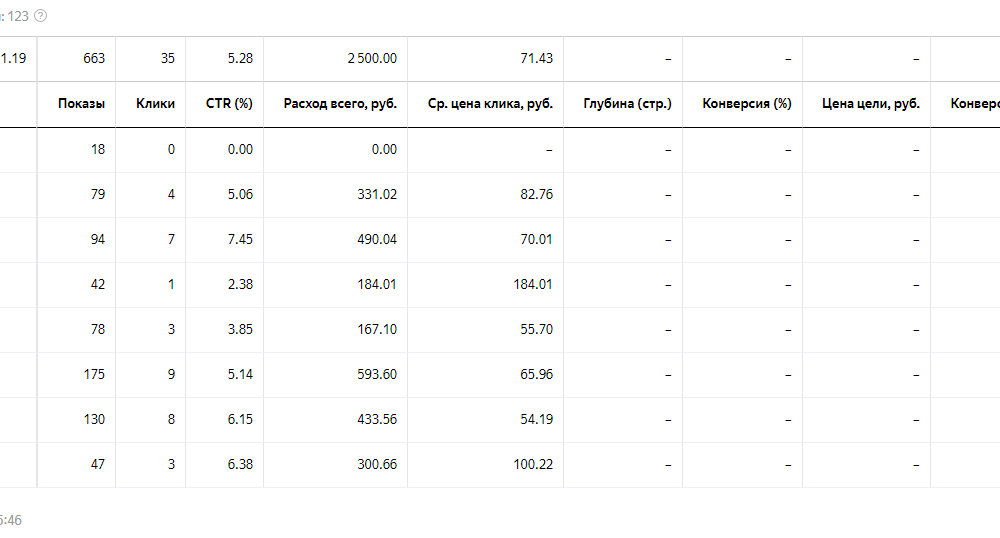 : 123 ?
1.19 663 35 5.28 2 500.00 71.43 – – –
Показы Клики CTR (%) Расход всего, руб. Ср. цена клика, руб. Глубина (стр.) Конверсия (%) Цена цели, руб. Конверс
18 0 0.00 0.00 – – – –
79 4 5.06 331.02 82.76 – – –
94 7 7.45 490.04 70.01 – – –
42 1 2.38 184.01 184.01 – – –
78 3 3.85 167.10 55.70 – – –
175 9 5.14 593.60 65.96 – – –
130 8 6.15 433.56 54.19 – – –
47 3 6.38 300.66 100.22 – – –
:46